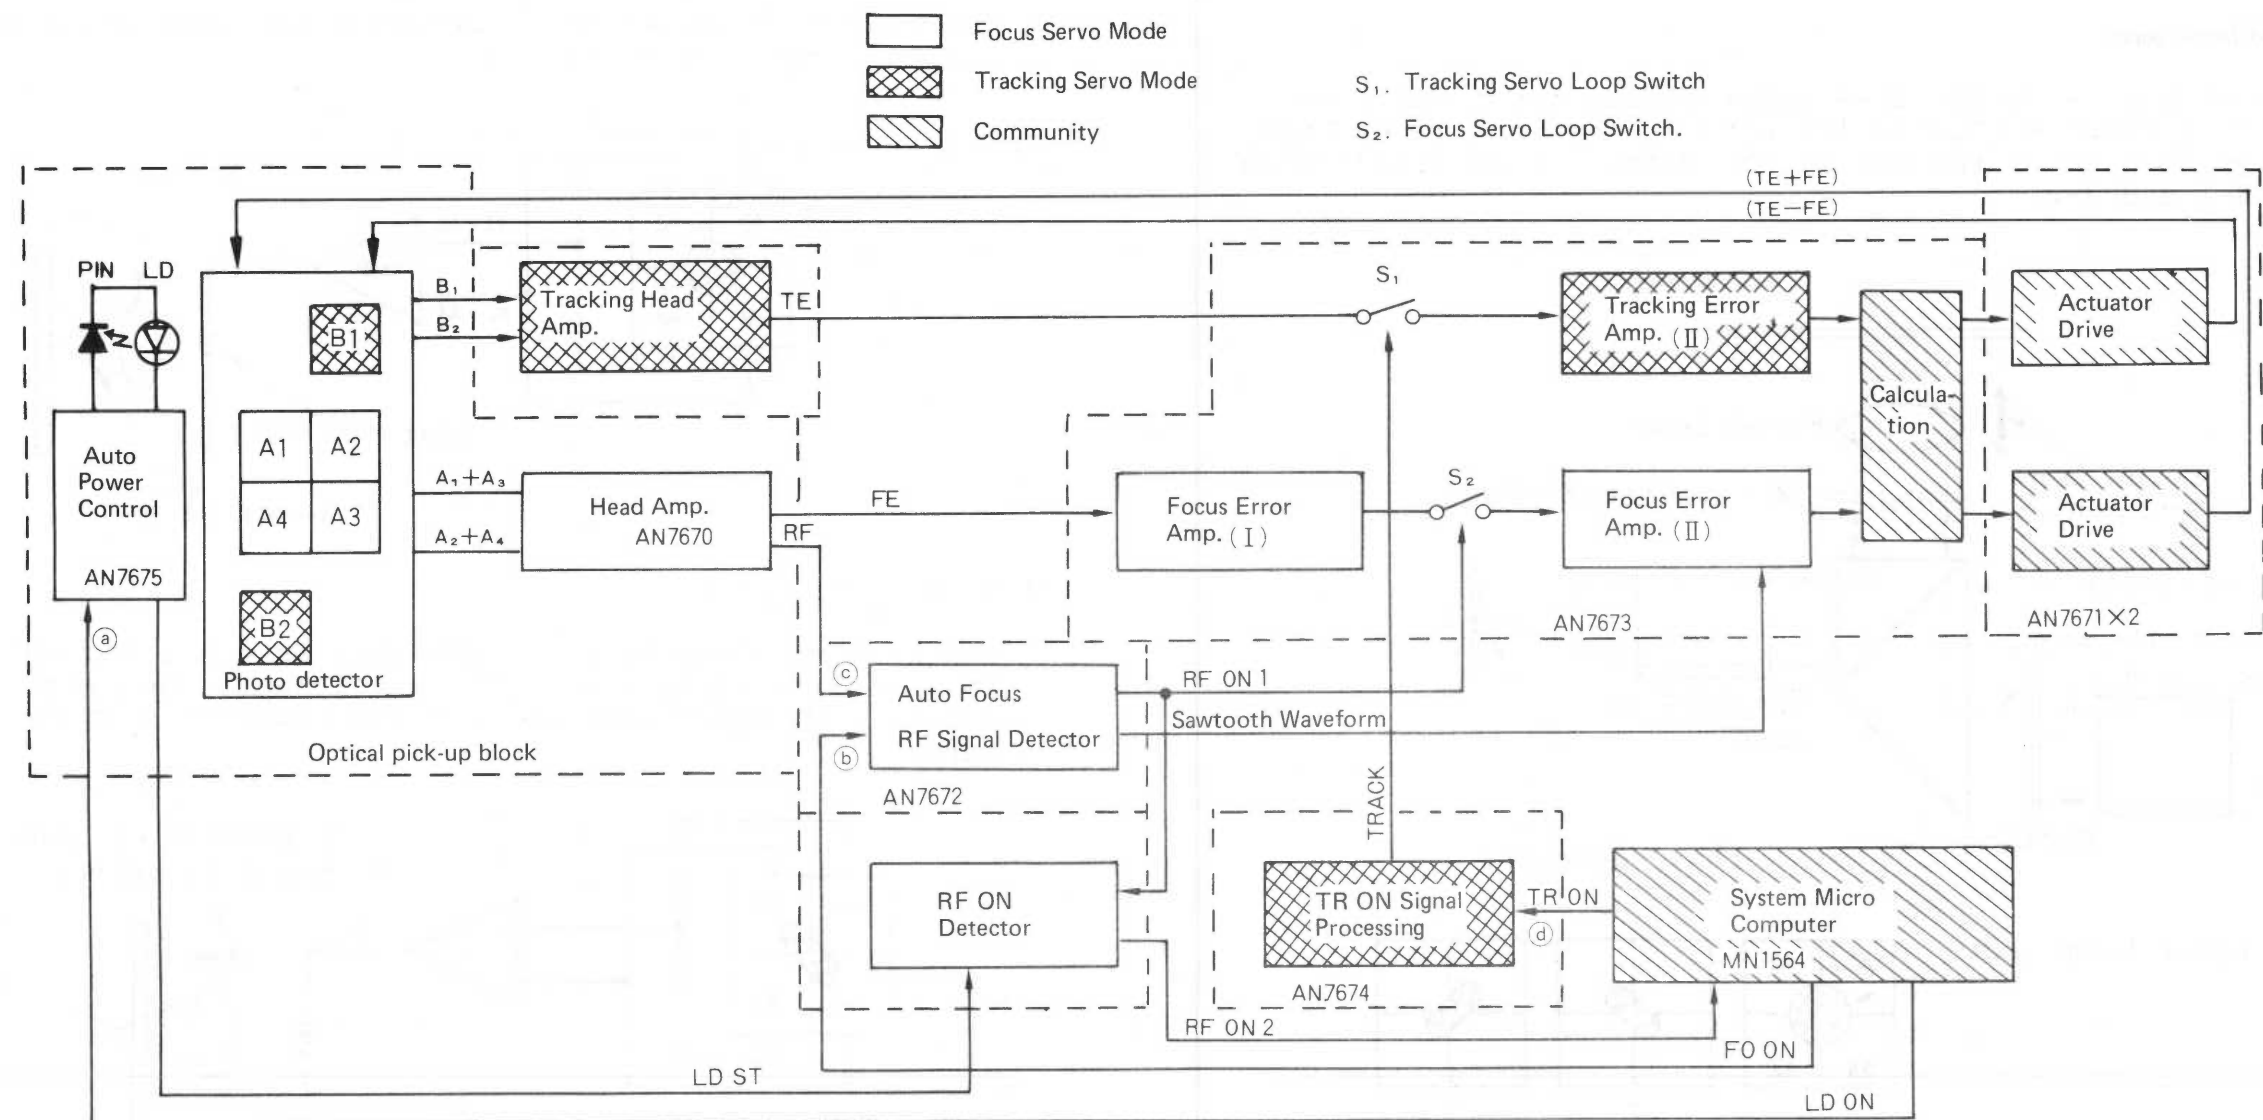 Focus Servo Mode
Tracking Servo Mode
Community
S₁. Tracking Servo Loop Switch
S₂. Focus Servo Loop Switch.
(TE+FE)
(TE−FE)
PIN LD
Auto
Power
Control
AN7675
ⓐ
B1
A1 A2
A4 A3
B2
Photo detector
Optical pick-up block
B₁
B₂
Tracking Head
Amp.
TE
S₁
Tracking Error
Amp. (Ⅱ)
Calcula-
tion
Actuator
Drive
A₁+A₃
A₂+A₄
Head Amp.
AN7670
FE
RF
Focus Error
Amp. (Ⅰ)
S₂
Focus Error
Amp. (Ⅱ)
Actuator
Drive
AN7673
AN7671×2
ⓒ
ⓑ
Auto Focus
RF Signal Detector
AN7672
RF ON 1
Sawtooth Waveform
TRACK
RF ON
Detector
TR ON Signal
Processing
AN7674
TR ON
ⓓ
System Micro
Computer
MN1564
RF ON 2
FO ON
LD ST
LD ON